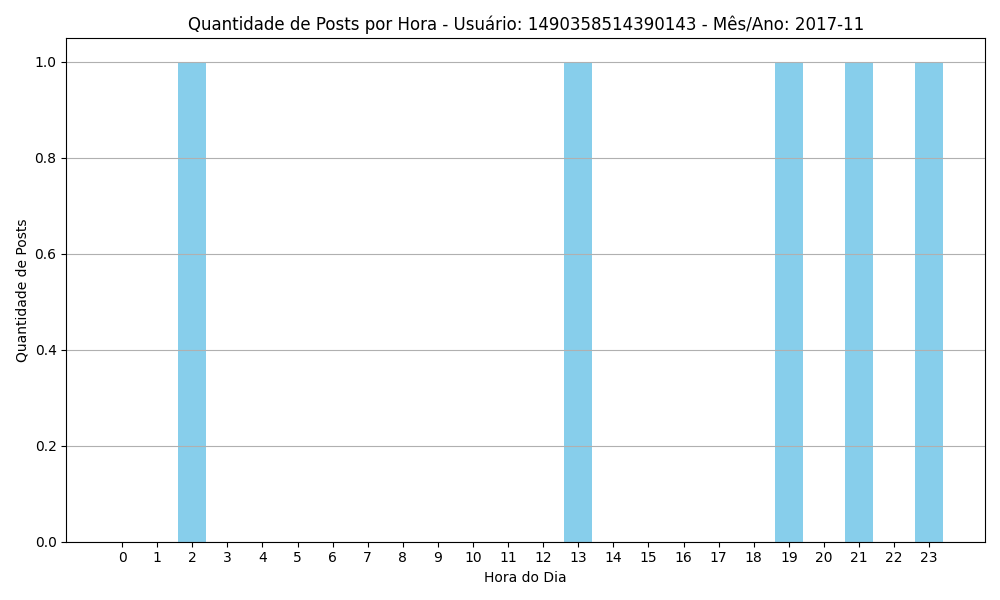 Quantidade de Posts por Hora - Usuário: 1490358514390143 - Mês/Ano: 2017-11
Quantidade de Posts
1.0
0.8
0.6
0.4
0.2
0.0
0 1 2 3 4 5 6 7 8 9 10 11 12 13 14 15 16 17 18 19 20 21 22 23
Hora do Dia